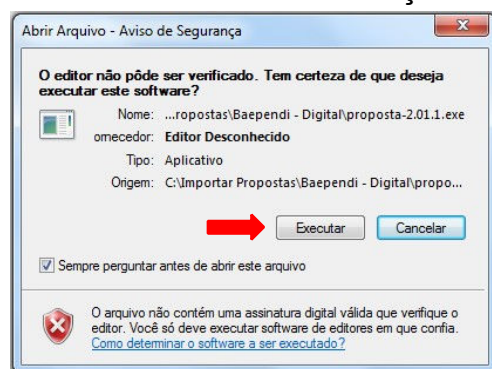 Abrir Arquivo - Aviso de Segurança
O editor não pôde ser verificado. Tem certeza de que deseja
executar este software?
Nome: ...ropostas\Baependi - Digital\proposta-2.01.1.exe
ornecedor: Editor Desconhecido
Tipo: Aplicativo
Origem: C:\Importar Propostas\Baependi - Digital\propo...
Executar Cancelar
Sempre perguntar antes de abrir este arquivo
O arquivo não contém uma assinatura digital válida que verifique o
editor. Você só deve executar software de editores em que confia.
Como determinar o software a ser executado?